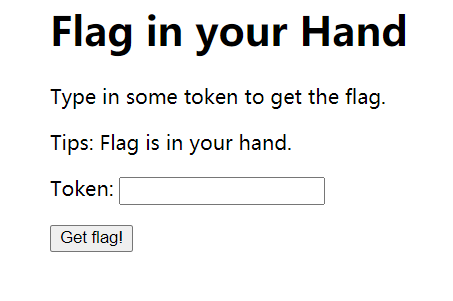 Flag in your Hand
Type in some token to get the flag.
Tips: Flag is in your hand.
Token:
Get flag!